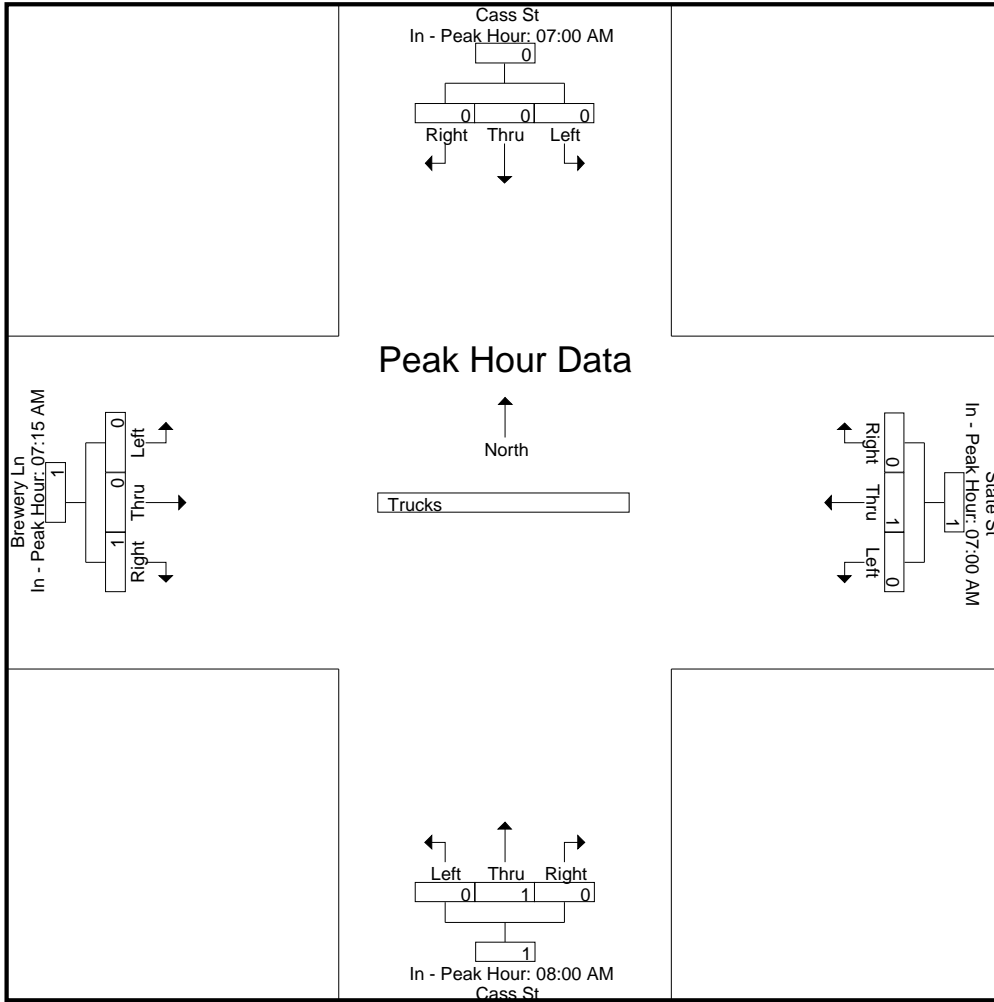 Cass St
In - Peak Hour: 07:00 AM
0
0 0 0
Right Thru Left
Peak Hour Data
North
Trucks
Brewery Ln
In - Peak Hour: 07:15 AM
1
0 0 1
Left Thru Right
State St
In - Peak Hour: 07:00 AM
1
0 1 0
Right Thru Left
Left Thru Right
0 1 0
1
In - Peak Hour: 08:00 AM
Cass St